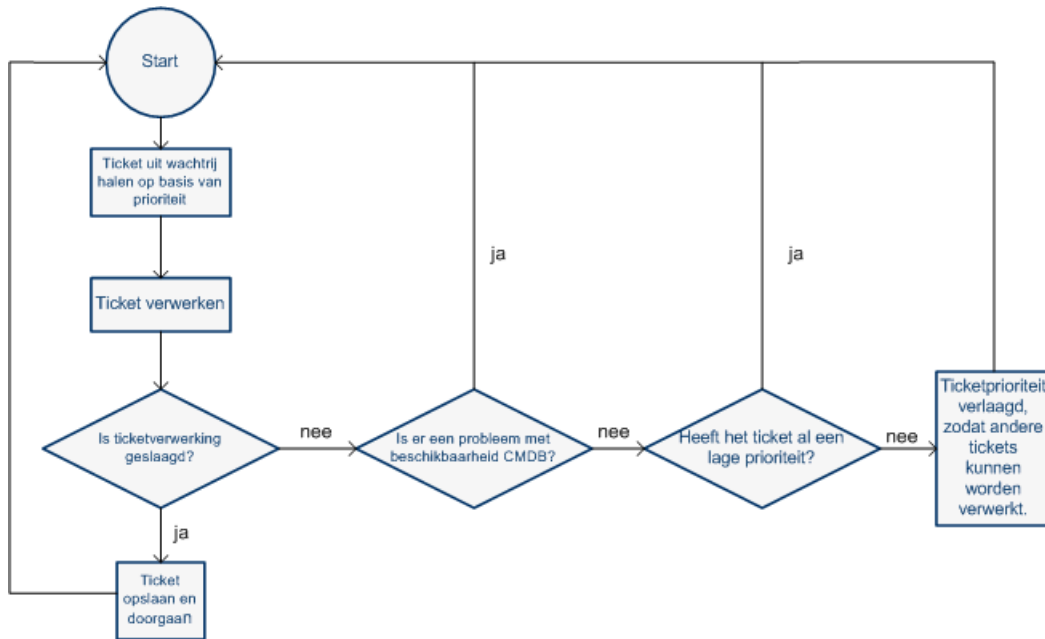 Start
Ticket uit wachtrij
halen op basis van
prioriteit
Ticket verwerken
Is ticketverwerking
geslaagd?
nee
Is er een probleem met
beschikbaarheid CMDB?
ja
nee
Heeft het ticket al een
lage prioriteit?
ja
nee
Ticketprioriteit
verlaagd,
zodat andere
tickets
kunnen
worden
verwerkt.
ja
Ticket
opslaan en
doorgaan